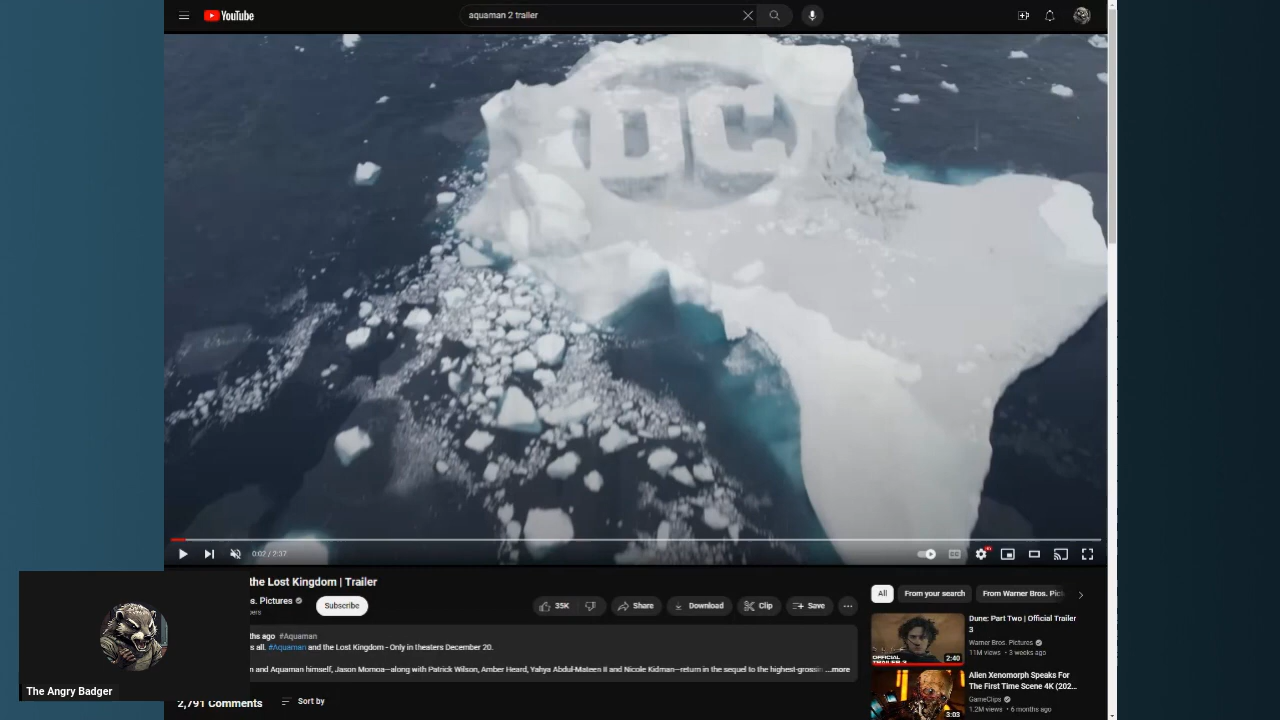 YouTube
aquaman 2 trailer
DC
0:02 / 2:37
the Lost Kingdom | Trailer
s. Pictures
Subscribe
35K
Share
Download
Clip
Save
ths ago #Aquaman
s all. #Aquaman and the Lost Kingdom - Only in theaters December 20.
n and Aquaman himself, Jason Momoa—along with Patrick Wilson, Amber Heard, Yahya Abdul-Mateen II and Nicole Kidman—return in the sequel to the highest-grossin ...more
2,791 Comments
Sort by
All
From your search
From Warner Bros. Pict
Dune: Part Two | Official Trailer
3
Warner Bros. Pictures
11M views • 3 weeks ago
OFFICIAL
TRAILER 3
2:40
Alien Xenomorph Speaks For
The First Time Scene 4K (202...
GameClips
1.2M views • 6 months ago
3:03
The Angry Badger